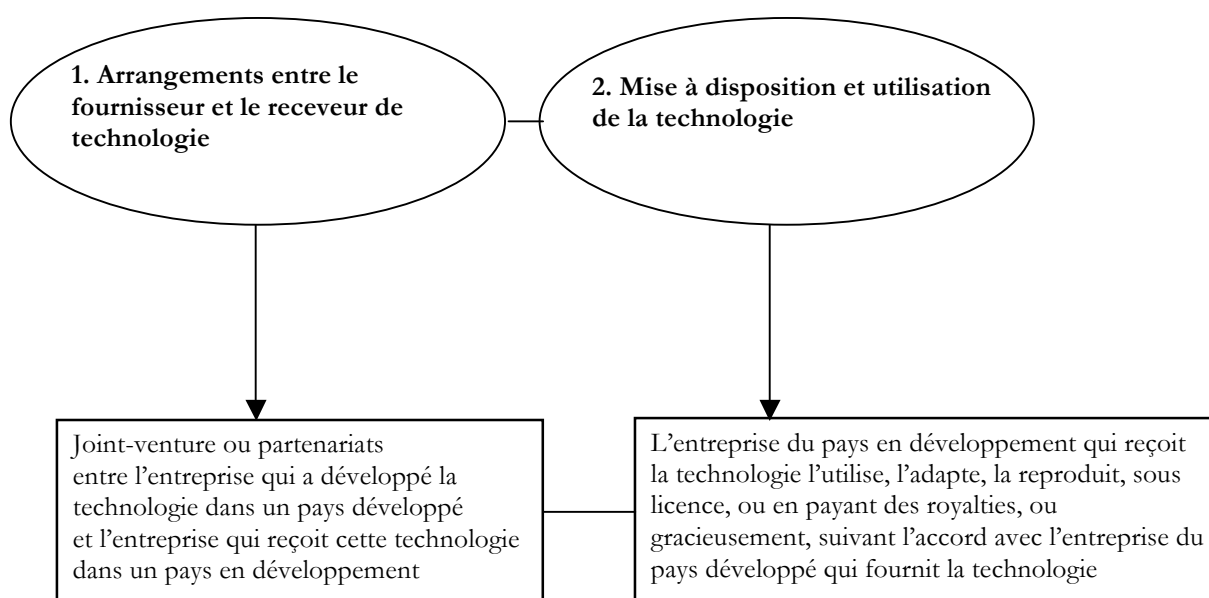 1. Arrangements entre le
fournisseur et le receveur de
technologie
2. Mise à disposition et utilisation
de la technologie
Joint-venture ou partenariats
entre l’entreprise qui a développé la
technologie dans un pays développé
et l’entreprise qui reçoit cette technologie
dans un pays en développement
L’entreprise du pays en développement qui reçoit
la technologie l’utilise, l’adapte, la reproduit, sous
licence, ou en payant des royalties, ou
gracieusement, suivant l’accord avec l’entreprise du
pays développé qui fournit la technologie